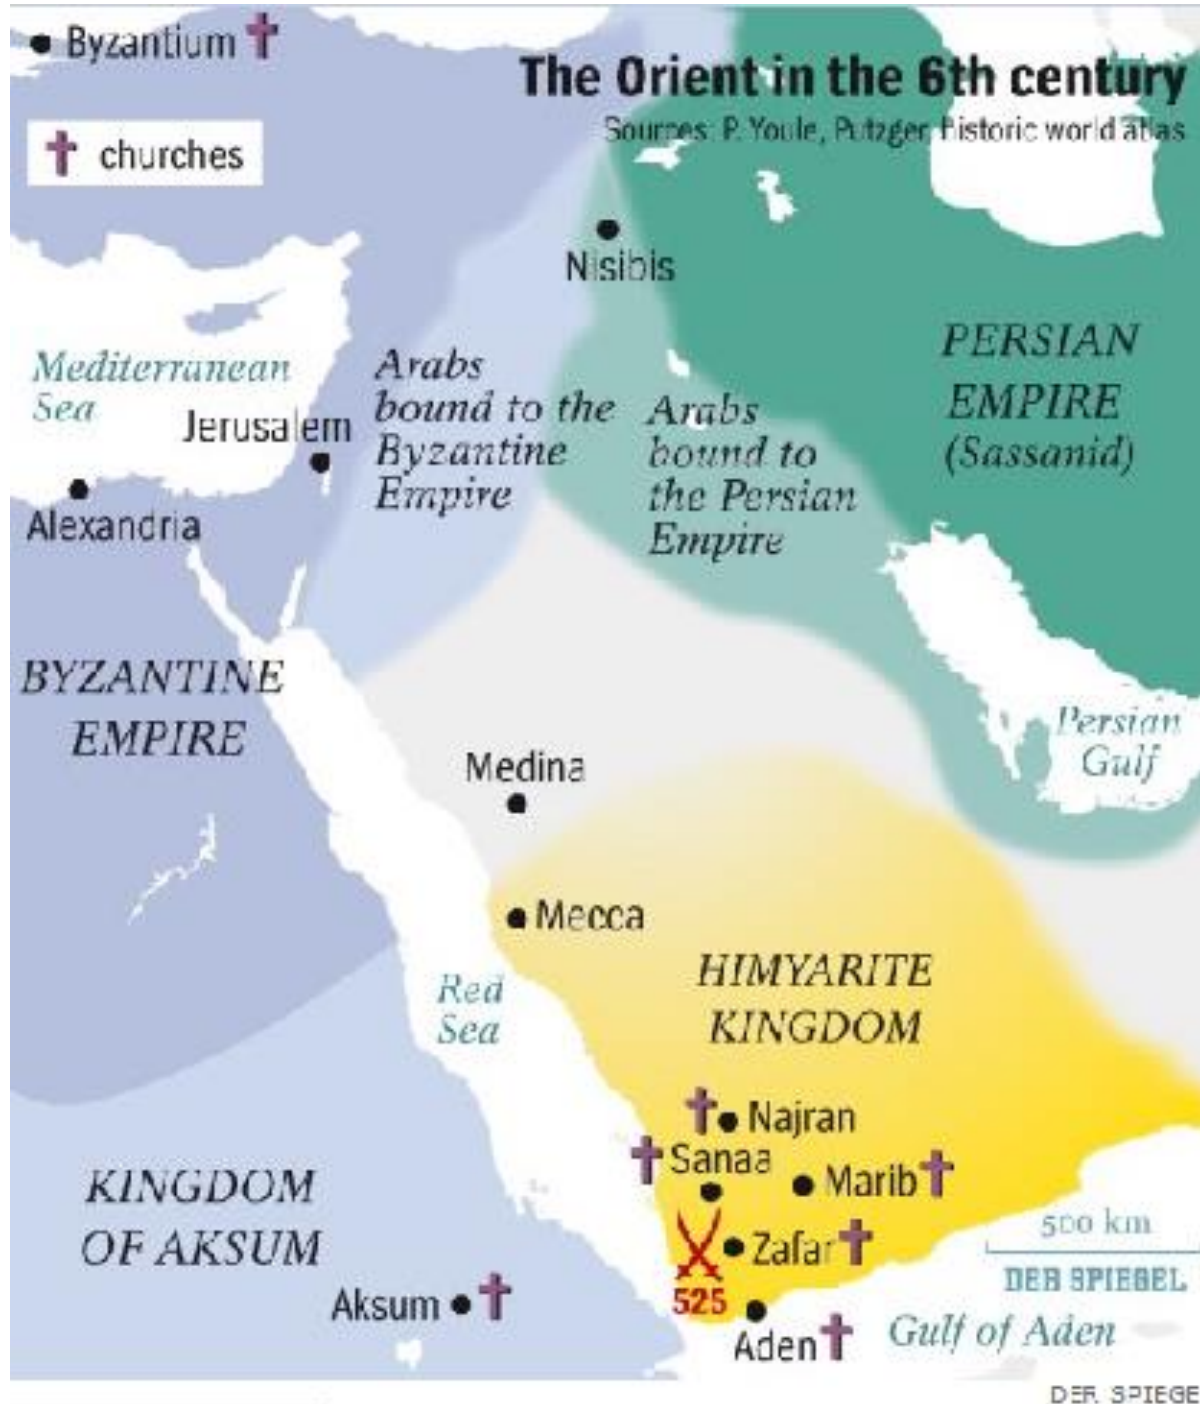 Byzantium
The Orient in the 6th century
Sources: P. Youle, Putzger, historic world atlas
churches
Nisibis
PERSIAN
EMPIRE
(Sassanid)
Mediterranean
Sea
Arabs
bound to the
Byzantine
Empire
Arabs
bound to
the Persian
Empire
Jerusalem
Alexandria
BYZANTINE
EMPIRE
Persian
Gulf
Medina
Mecca
Red
Sea
HIMYARITE
KINGDOM
Najran
Sanaa
Marib
KINGDOM
OF AKSUM
Zafar
525
500 km
DER SPIEGEL
Aksum
Aden
Gulf of Aden
DER SPIEGE